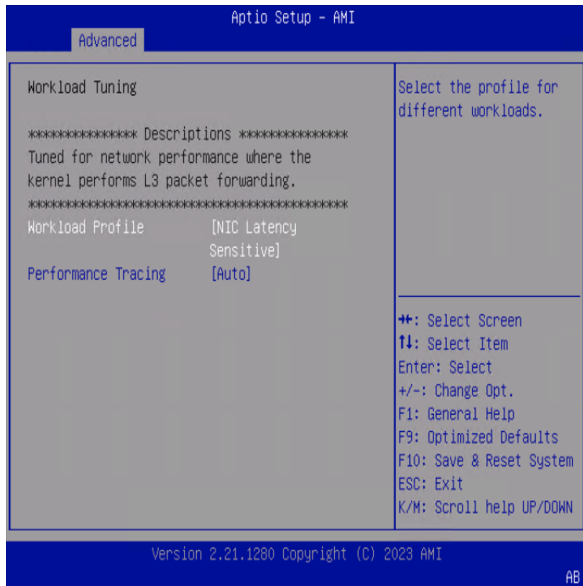 Aptio Setup - AMI
Advanced
Workload Tuning
*************** Descriptions ***************
Tuned for network performance where the
kernel performs L3 packet forwarding.
********************************************
Workload Profile [NIC Latency
Sensitive]
Performance Tracing [Auto]
Select the profile for
different workloads.
→←: Select Screen
↑↓: Select Item
Enter: Select
+/-: Change Opt.
F1: General Help
F9: Optimized Defaults
F10: Save & Reset System
ESC: Exit
K/M: Scroll help UP/DOWN
Version 2.21.1280 Copyright (C) 2023 AMI
AB